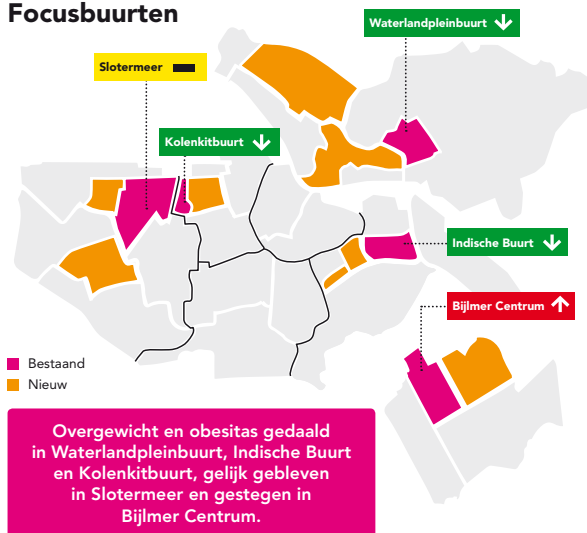 Focusbuurten
Waterlandpleinbuurt
Slotermeer
Kolenkitbuurt
Indische Buurt
Bijlmer Centrum
Bestaand
Nieuw
Overgewicht en obesitas gedaald
in Waterlandpleinbuurt, Indische Buurt
en Kolenkitbuurt, gelijk gebleven
in Slotermeer en gestegen in
Bijlmer Centrum.